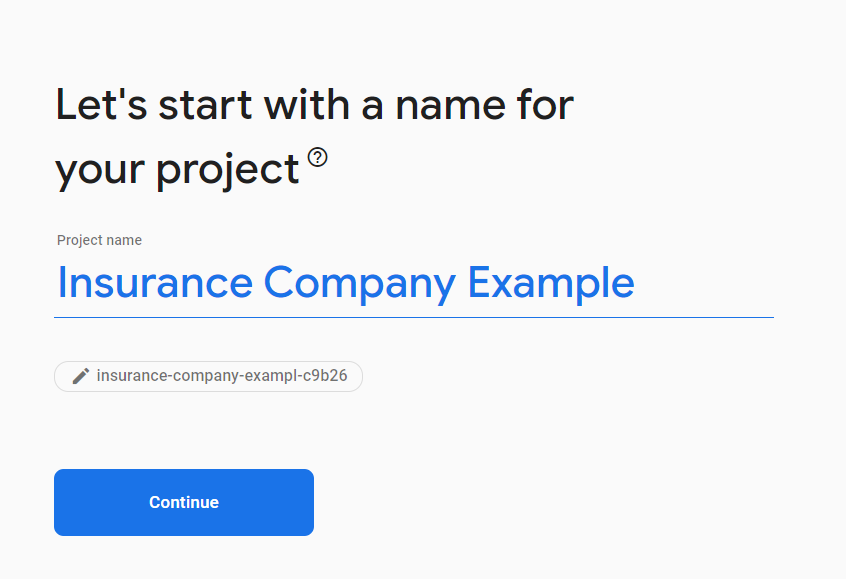 Let's start with a name for
your project
Project name
Insurance Company Example
insurance-company-exampl-c9b26
Continue